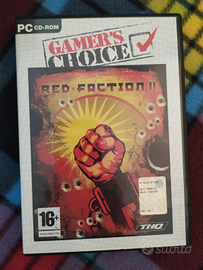 PC CD-ROM
GAMER'S
CHOICE
RED FACTION II
16+
THQ
subito